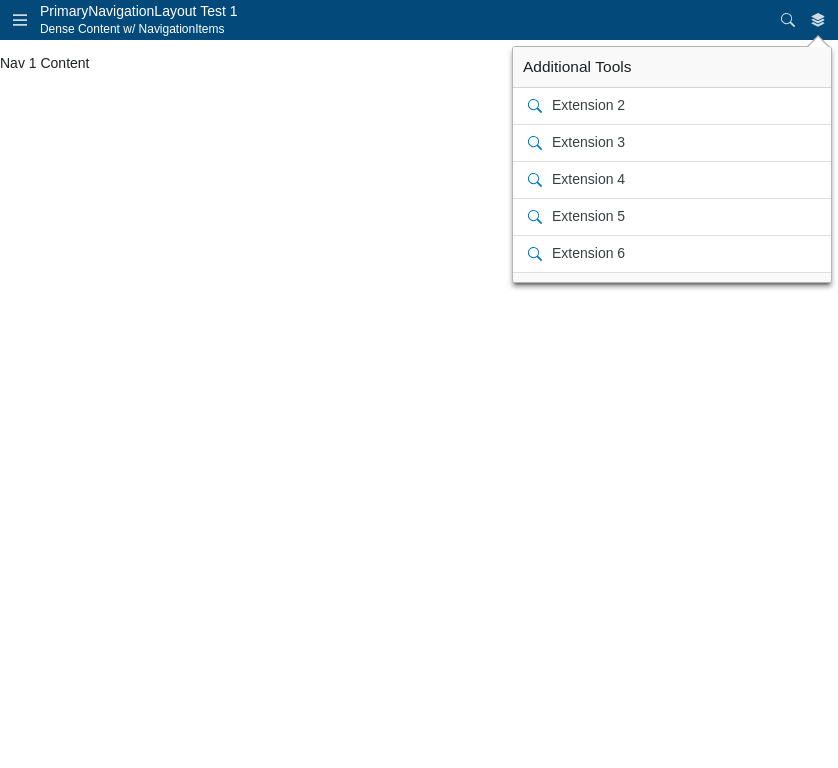 PrimaryNavigationLayout Test 1
Dense Content w/ NavigationItems
Nav 1 Content
Additional Tools
Extension 2
Extension 3
Extension 4
Extension 5
Extension 6